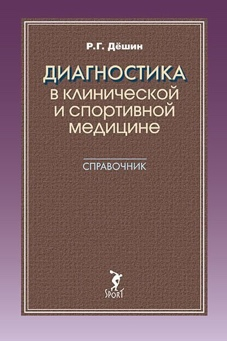 Р.Г. Дёшин
ДИАГНОСТИКА
В КЛИНИЧЕСКОЙ
И СПОРТИВНОЙ
МЕДИЦИНЕ
СПРАВОЧНИК
SPORT